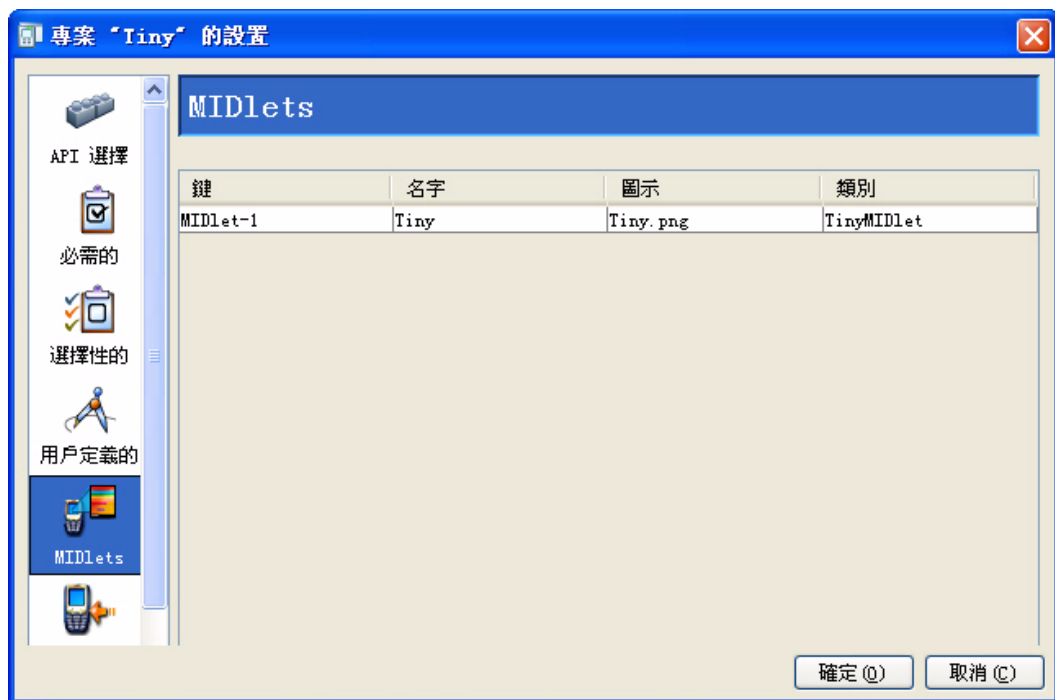 專案 "Tiny" 的設置
API 選擇
必需的
選擇性的
用戶定義的
MIDlets
MIDlets
鍵 名字 圖示 類別
MIDlet-1 Tiny Tiny.png TinyMIDlet
確定(O) 取消(C)